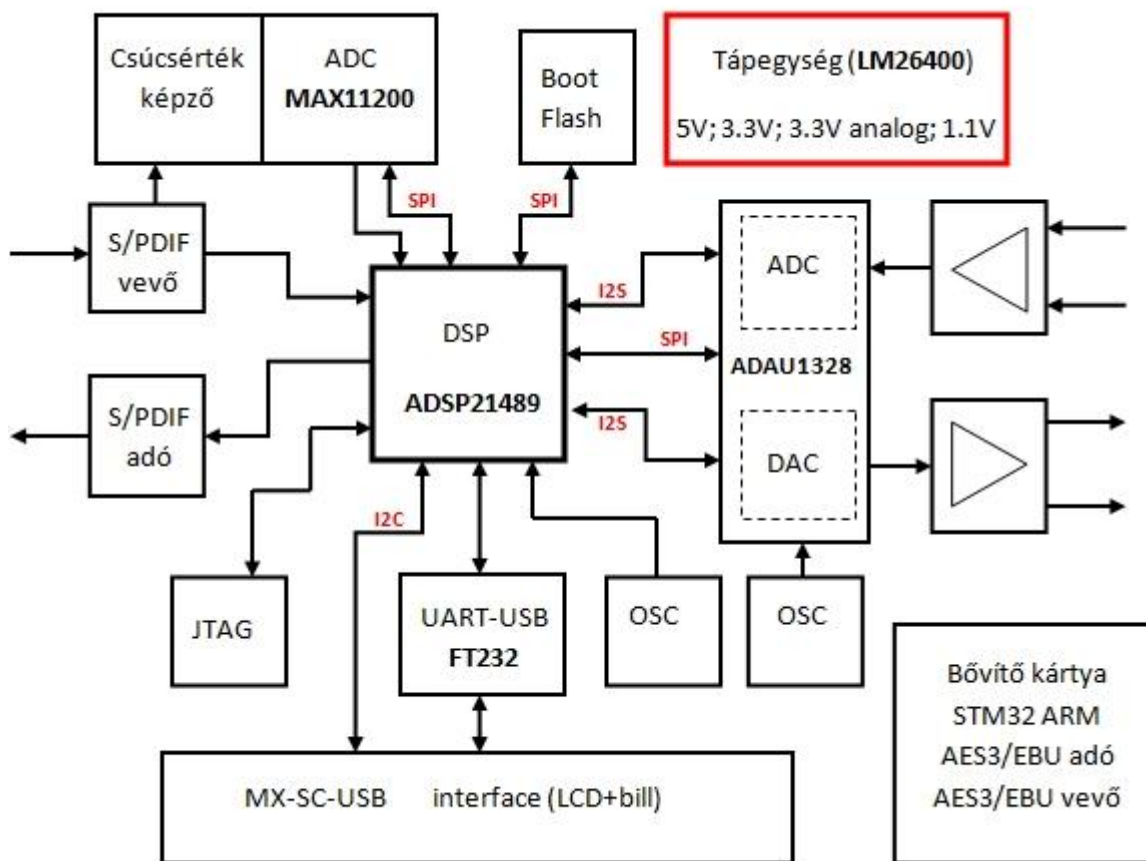 Csúcsérték
képző
ADC
MAX11200
Boot
Flash
Tápegység (LM26400)
5V; 3.3V; 3.3V analog; 1.1V
SPI
SPI
S/PDIF
vevő
ADC
I2S
DSP
ADSP21489
SPI
ADAU1328
S/PDIF
adó
I2S
DAC
I2C
JTAG
UART-USB
FT232
OSC
OSC
Bővítő kártya
STM32 ARM
AES3/EBU adó
AES3/EBU vevő
MX-SC-USB interface (LCD+bill)